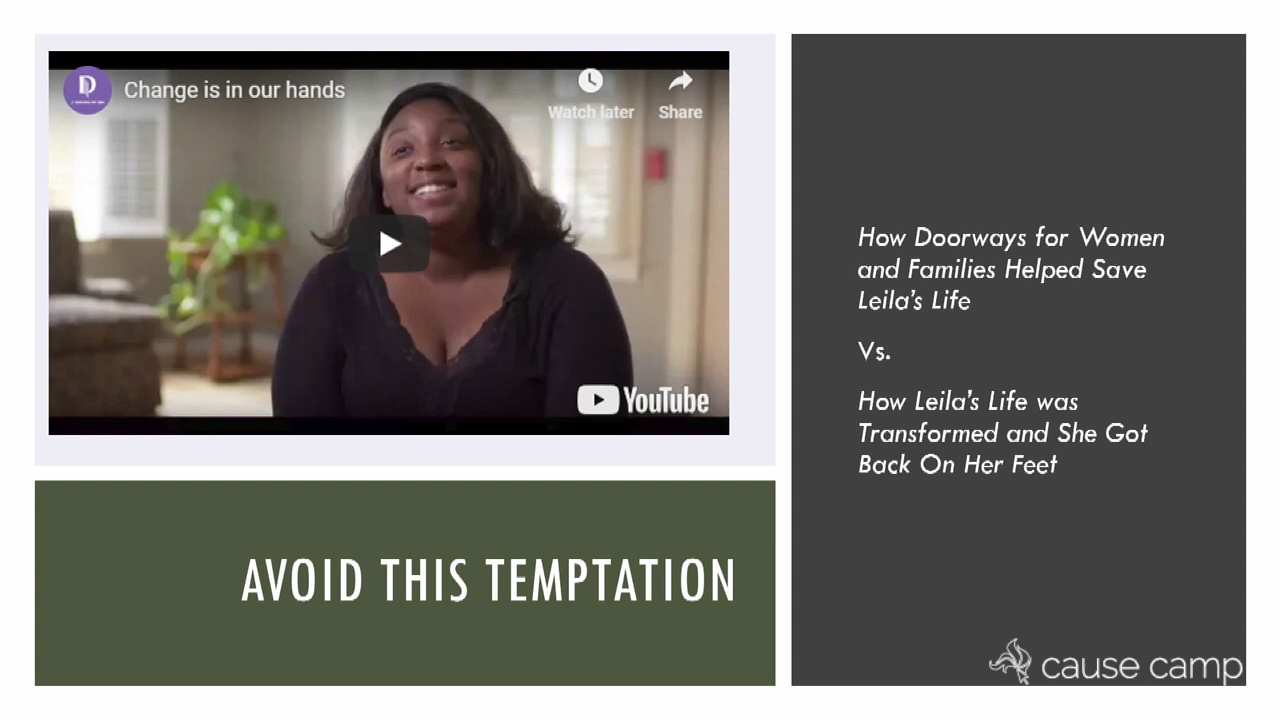 Change is in our hands
Watch later
Share
YouTube
AVOID THIS TEMPTATION
How Doorways for Women
and Families Helped Save
Leila's Life
Vs.
How Leila's Life was
Transformed and She Got
Back On Her Feet
cause camp